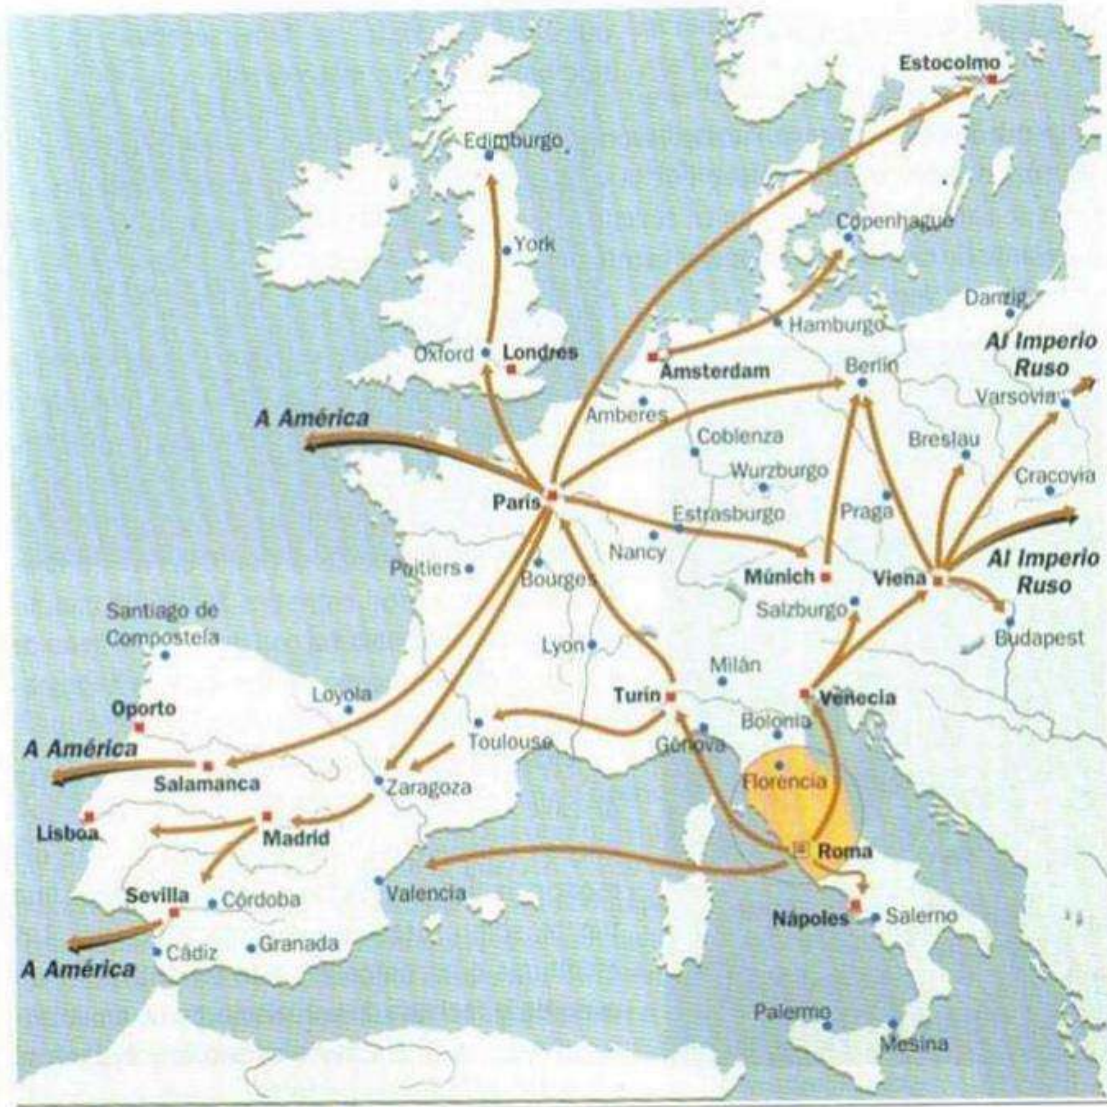 Estocolmo
Edimburgo
Copenhague
York
Danzig
Hamburgo
Al Imperio
Ruso
Oxford
Londres
Amsterdam
Berlín
Varsovia
A América
Amberes
Coblenza
Breslau
Wurzburgo
Cracovia
París
Estrasburgo
Praga
Nancy
Al Imperio
Ruso
Poitiers
Bourges
Múnich
Viena
Salzburgo
Santiago de
Compostela
Budapest
Lyon
Milán
Loyola
Turín
Venecia
Oporto
Bolonia
Toulouse
Génova
A América
Salamanca
Zaragoza
Florencia
Lisboa
Madrid
Roma
Sevilla
Córdoba
Valencia
Nápoles
Salerno
Cádiz
Granada
A América
Palermo
Mesina